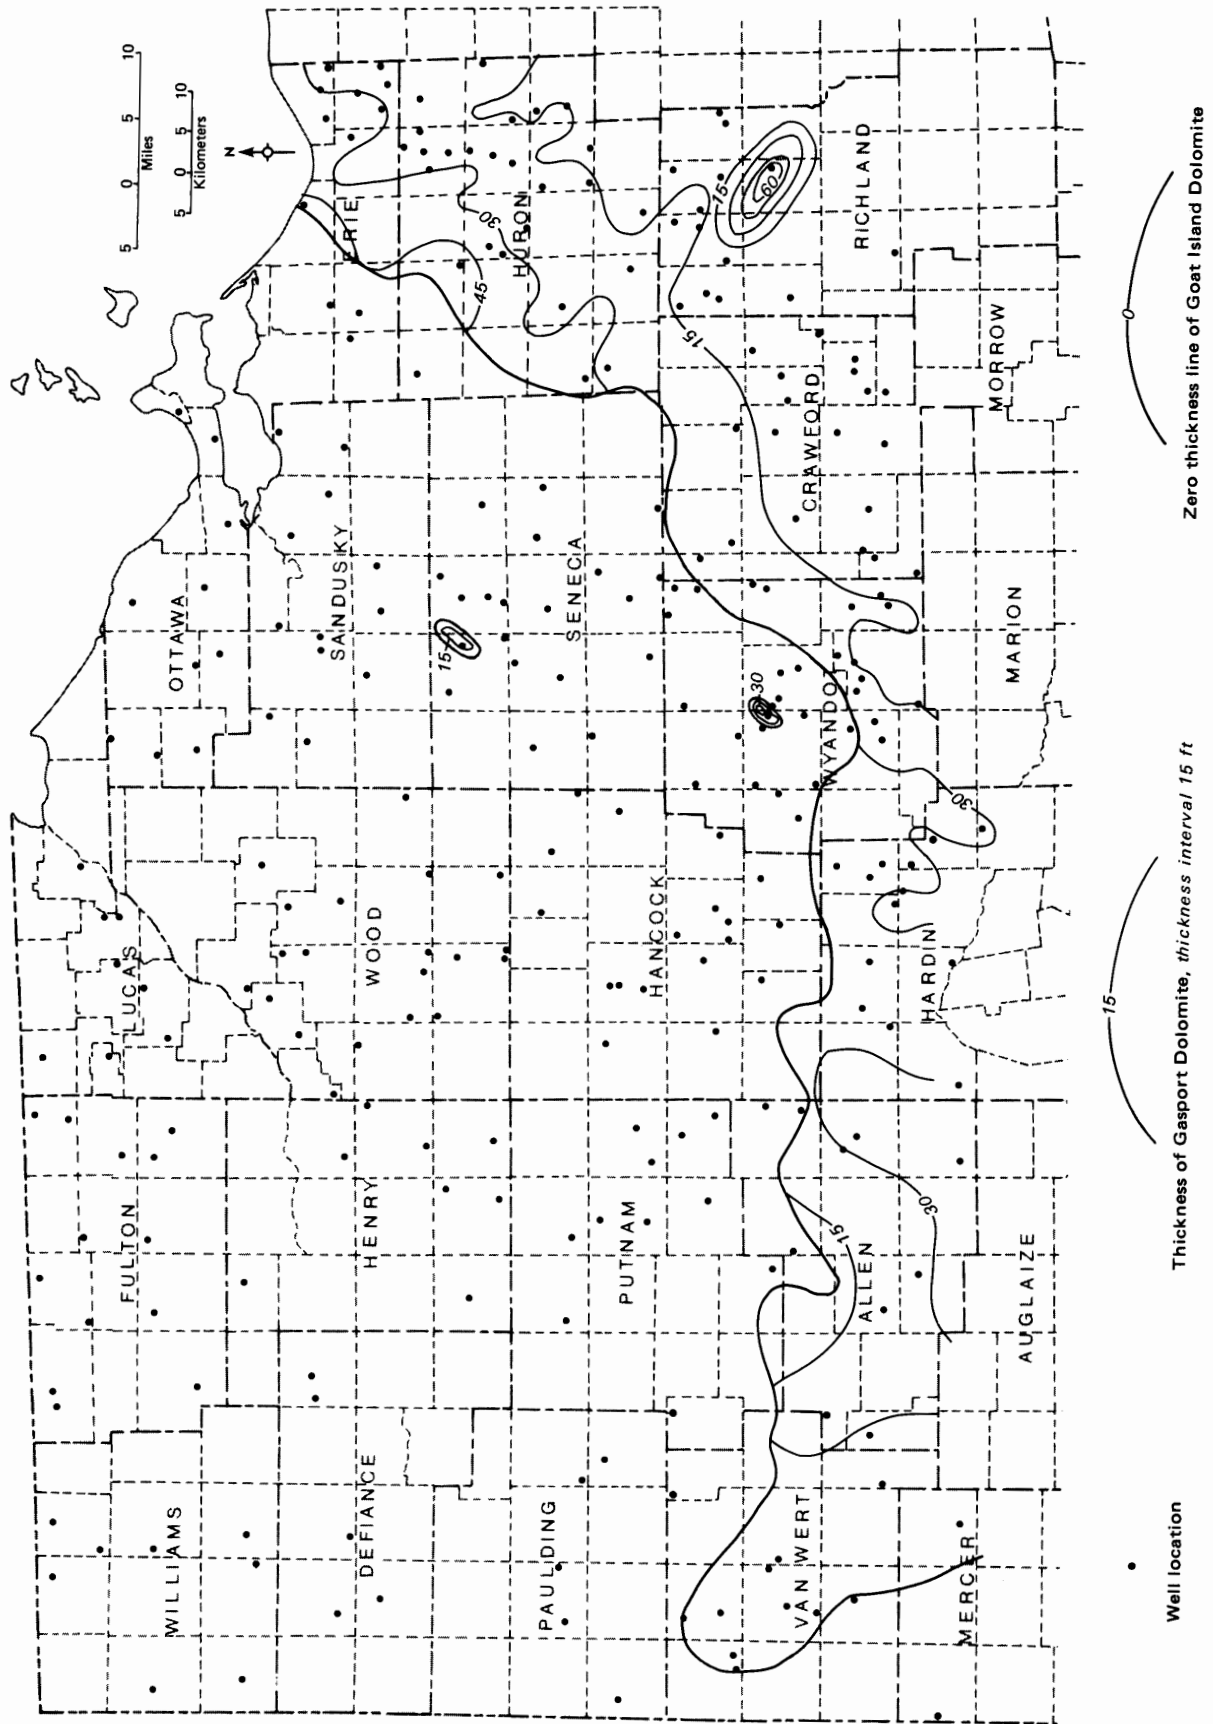 10
5
0
5
Miles
10
5
0
5
Kilometers
N
WILLIAMS
FULTON
LUCAS
OTTAWA
ERIE
DEFIANCE
HENRY
WOOD
SANDUSKY
HURON
PAULDING
PUTNAM
HANCOCK
SENECA
VAN WERT
ALLEN
HARDIN
WYANDOT
CRAWFORD
RICHLAND
MERCER
AUGLAIZE
MARION
MORROW
30
45
15
60
15
15
30
30
15
30
Well location
15
Thickness of Gasport Dolomite, thickness interval 15 ft
0
Zero thickness line of Goat Island Dolomite